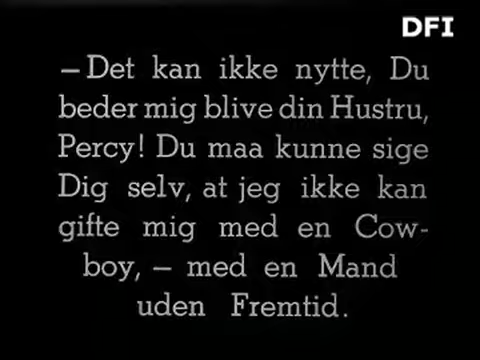 DFI
– Det kan ikke nytte, Du
beder mig blive din Hustru,
Percy! Du maa kunne sige
Dig selv, at jeg ikke kan
gifte mig med en Cow-
boy, – med en Mand
uden Fremtid.